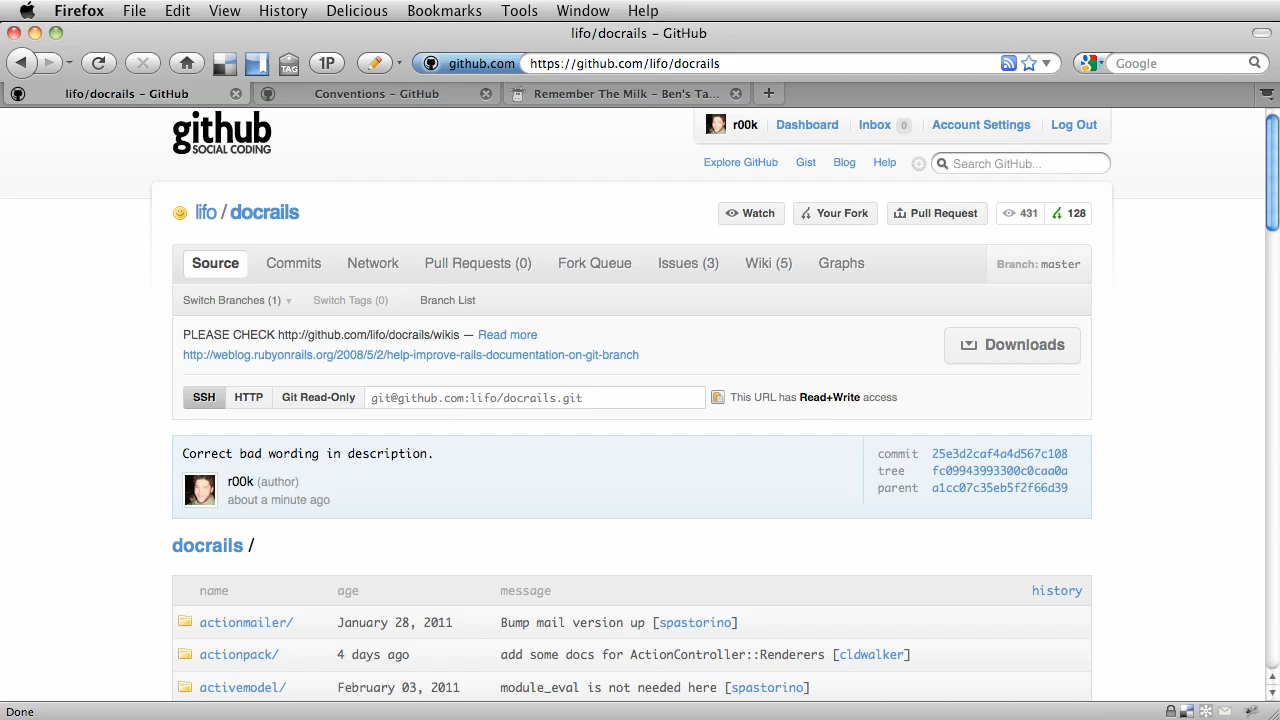 Firefox File Edit View History Delicious Bookmarks Tools Window Help
lifo/docrails – GitHub
TAG 1P github.com https://github.com/lifo/docrails Google
lifo/docrails – GitHub Conventions – GitHub Remember The Milk – Ben's Ta...
github
SOCIAL CODING
r00k Dashboard Inbox 0 Account Settings Log Out
Explore GitHub Gist Blog Help Search GitHub...
lifo / docrails Watch Your Fork Pull Request 431 128
Source Commits Network Pull Requests (0) Fork Queue Issues (3) Wiki (5) Graphs Branch: master
Switch Branches (1) Switch Tags (0) Branch List
PLEASE CHECK http://github.com/lifo/docrails/wikis — Read more
http://weblog.rubyonrails.org/2008/5/2/help-improve-rails-documentation-on-git-branch
Downloads
SSH HTTP Git Read-Only git@github.com:lifo/docrails.git This URL has Read+Write access
Correct bad wording in description.
r00k (author)
about a minute ago
commit 25e3d2caf4a4d567c108
tree fc09943993300c0caa0a
parent a1cc07c35eb5f2f66d39
docrails /
name age message history
actionmailer/ January 28, 2011 Bump mail version up [spastorino]
actionpack/ 4 days ago add some docs for ActionController::Renderers [cldwalker]
activemodel/ February 03, 2011 module_eval is not needed here [spastorino]
Done